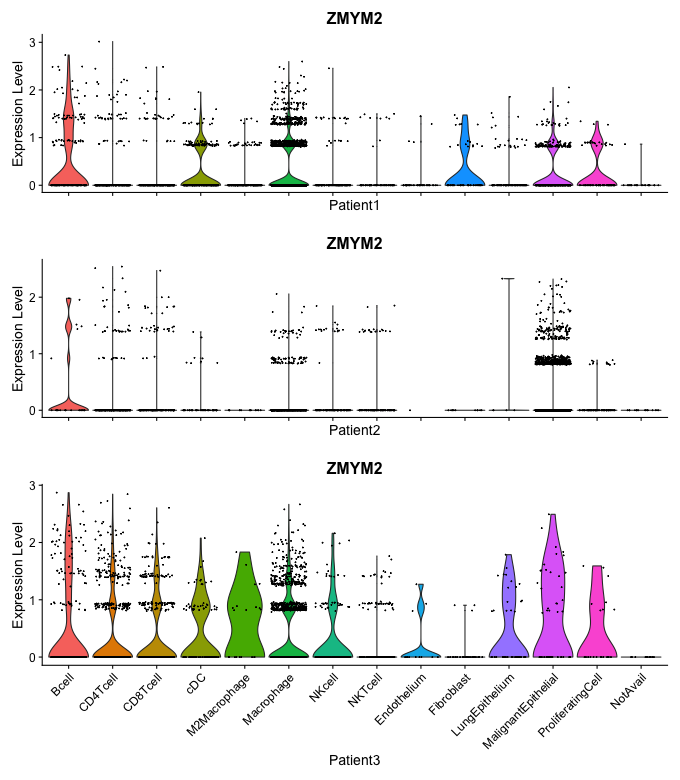 ZMYM2
Expression Level
3
2
1
0
Patient1
ZMYM2
Expression Level
2
1
0
Patient2
ZMYM2
Expression Level
3
2
1
0
Bcell
CD4Tcell
CD8Tcell
cDC
M2Macrophage
Macrophage
NKcell
NKTcell
Endothelium
Fibroblast
LungEpithelium
MalignantEpithelial
ProliferatingCell
NotAvail
Patient3